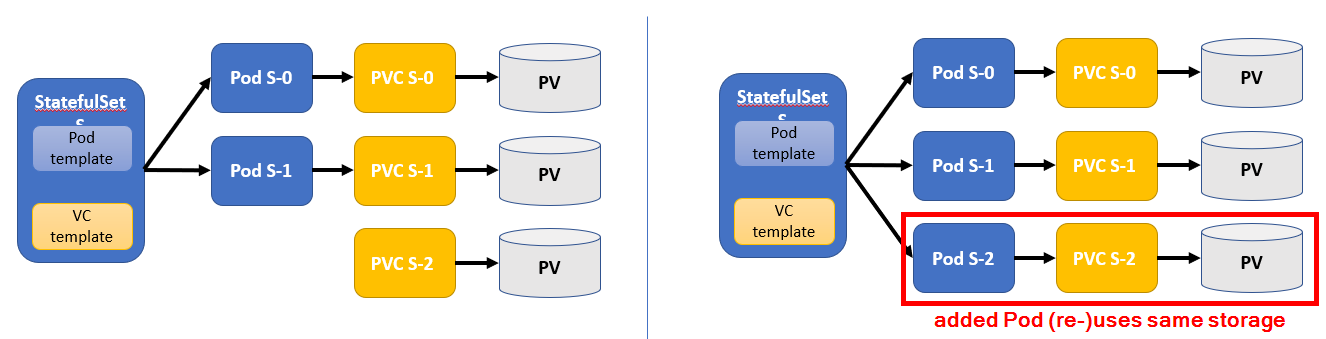 Pod S-0
PVC S-0
PV
StatefulSet
S
Pod
template
Pod S-1
PVC S-1
PV
VC
template
PVC S-2
PV
Pod S-0
PVC S-0
PV
StatefulSet
S
Pod
template
Pod S-1
PVC S-1
PV
VC
template
Pod S-2
PVC S-2
PV
added Pod (re-)uses same storage